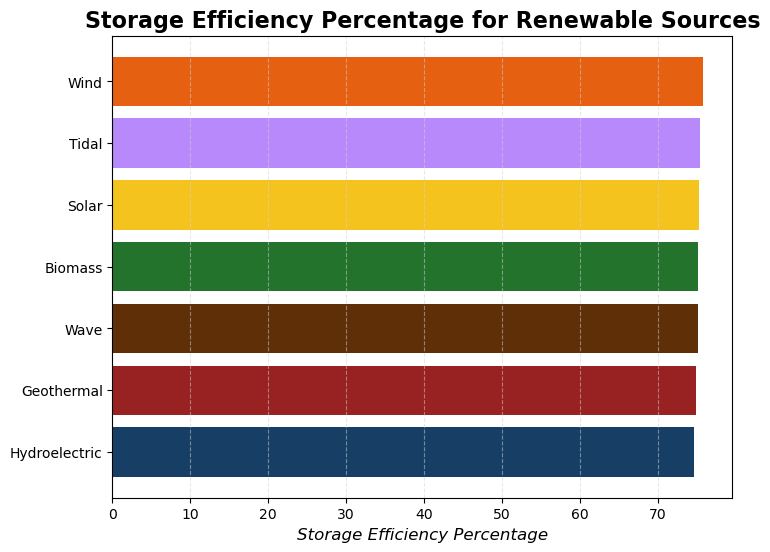 Storage Efficiency Percentage for Renewable Sources
Wind
Tidal
Solar
Biomass
Wave
Geothermal
Hydroelectric
0 10 20 30 40 50 60 70
Storage Efficiency Percentage